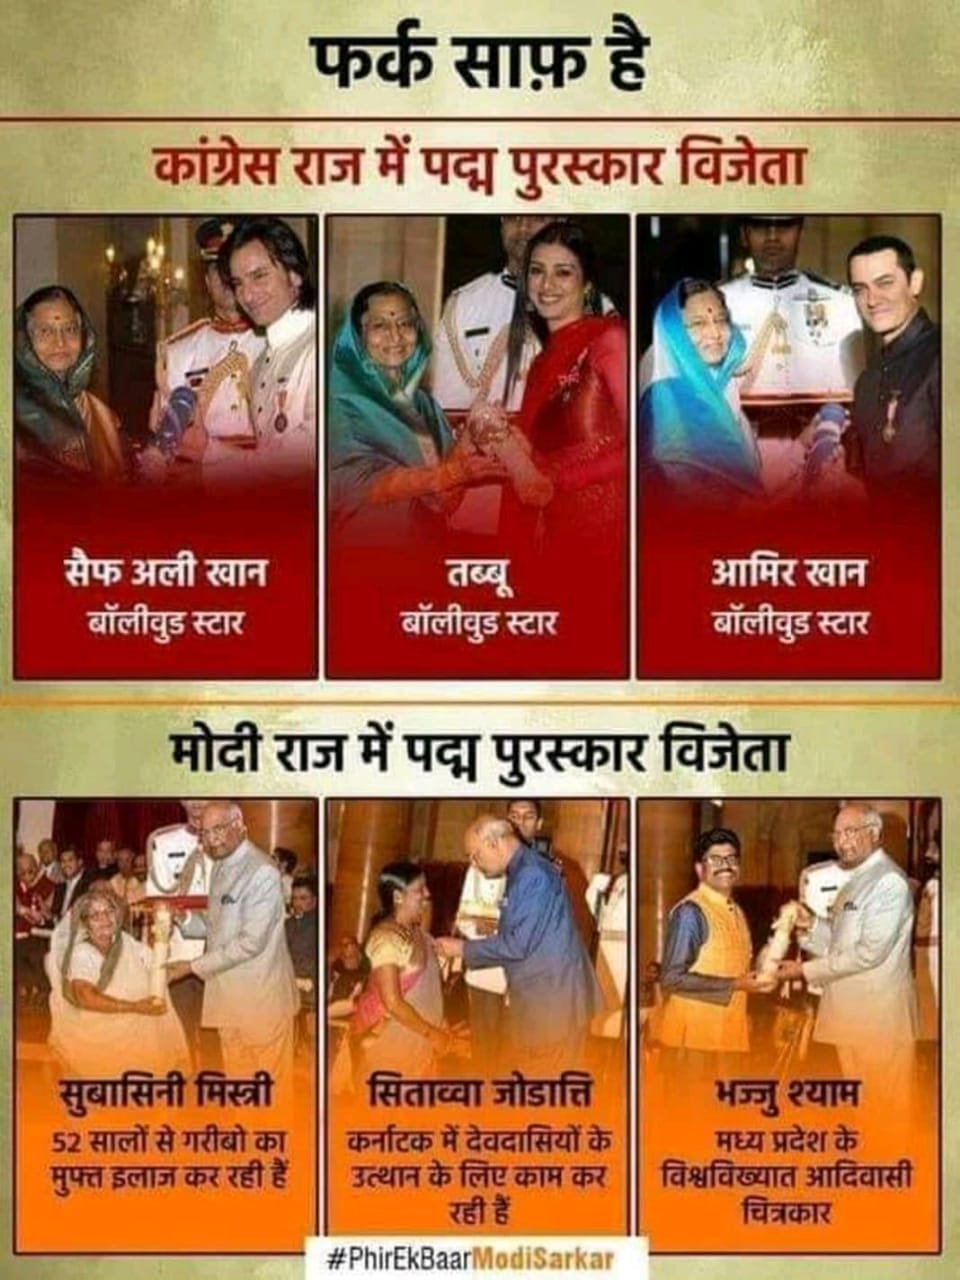 फर्क साफ़ है
कांग्रेस राज में पद्म पुरस्कार विजेता
सैफ अली खान
बॉलीवुड स्टार
तब्बू
बॉलीवुड स्टार
आमिर खान
बॉलीवुड स्टार
मोदी राज में पद्म पुरस्कार विजेता
सुबासिनी मिस्त्री
52 सालों से गरीबो का
मुफ्त इलाज कर रही हैं
सिताव्वा जोडात्ति
कर्नाटक में देवदासियों के
उत्थान के लिए काम कर
रही हैं
भज्जु श्याम
मध्य प्रदेश के
विश्वविख्यात आदिवासी
चित्रकार
#PhirEkBaarModiSarkar